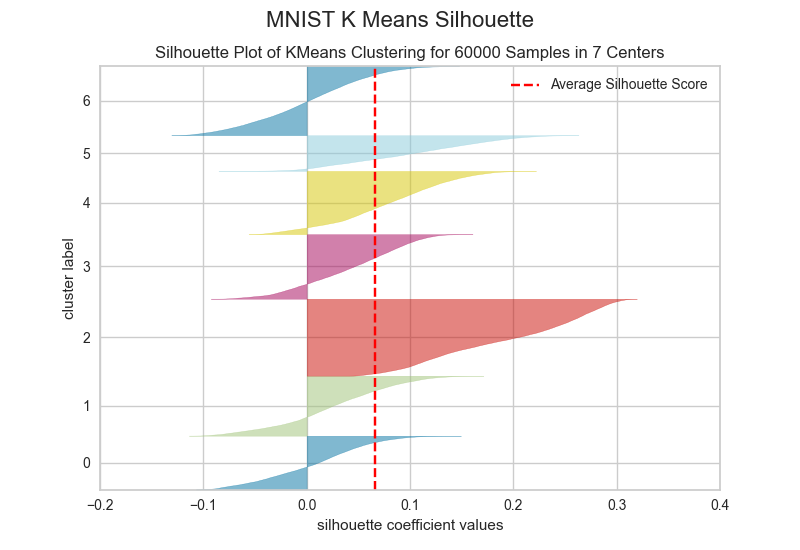 MNIST K Means Silhouette
Silhouette Plot of KMeans Clustering for 60000 Samples in 7 Centers
Average Silhouette Score
6
5
4
3
2
1
0
cluster label
−0.2 −0.1 0.0 0.1 0.2 0.3 0.4
silhouette coefficient values